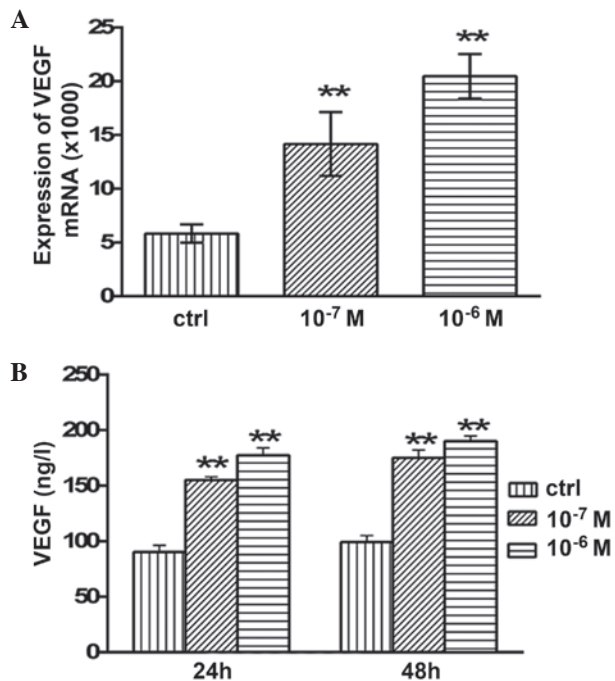 A
Expression of VEGF
mRNA (x1000)
25
20
15
10
5
0
**
**
ctrl
10⁻⁷ M
10⁻⁶ M
B
VEGF (ng/l)
250
200
150
100
50
0
**
**
**
**
24h
48h
ctrl
10⁻⁷ M
10⁻⁶ M